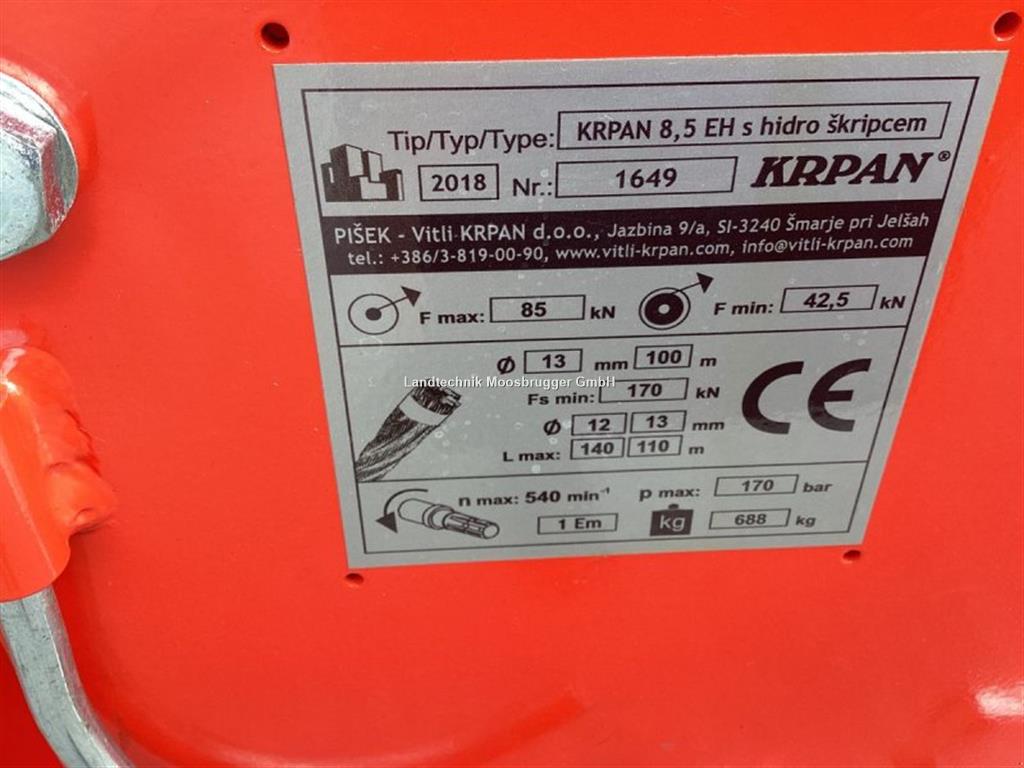 Tip/Typ/Type: KRPAN 8,5 EH s hidro škripcem
2018 Nr.: 1649 KRPAN®
PIŠEK - Vitli KRPAN d.o.o., Jazbina 9/a, SI-3240 Šmarje pri Jelšah
tel.: +386/3-819-00-90, www.vitli-krpan.com, info@vitli-krpan.com
F max: 85 kN F min: 42,5 kN
Ø 13 mm 100 m
Landtechnik Moosbrugger GmbH
Fs min: 170 kN
CE
Ø 12 13 mm
L max: 140 110 m
n max: 540 min⁻¹ p max: 170 bar
1 Em kg 688 kg